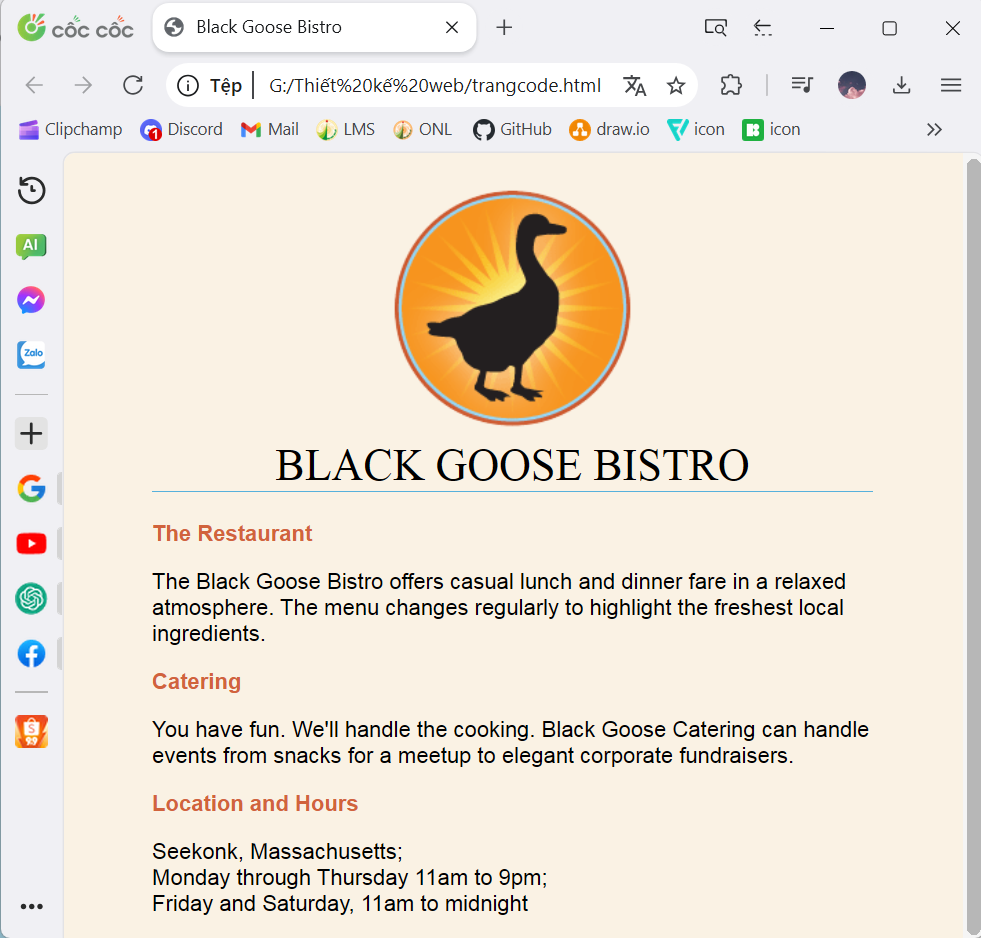 cốc cốc
Black Goose Bistro
Tệp G:/Thiết%20kế%20web/trangcode.html
Clipchamp Discord Mail LMS ONL GitHub draw.io icon icon
1
AI
Zalo
BLACK GOOSE BISTRO
The Restaurant
The Black Goose Bistro offers casual lunch and dinner fare in a relaxed
atmosphere. The menu changes regularly to highlight the freshest local
ingredients.
Catering
You have fun. We'll handle the cooking. Black Goose Catering can handle
events from snacks for a meetup to elegant corporate fundraisers.
S
9.9
Location and Hours
Seekonk, Massachusetts;
Monday through Thursday 11am to 9pm;
Friday and Saturday, 11am to midnight